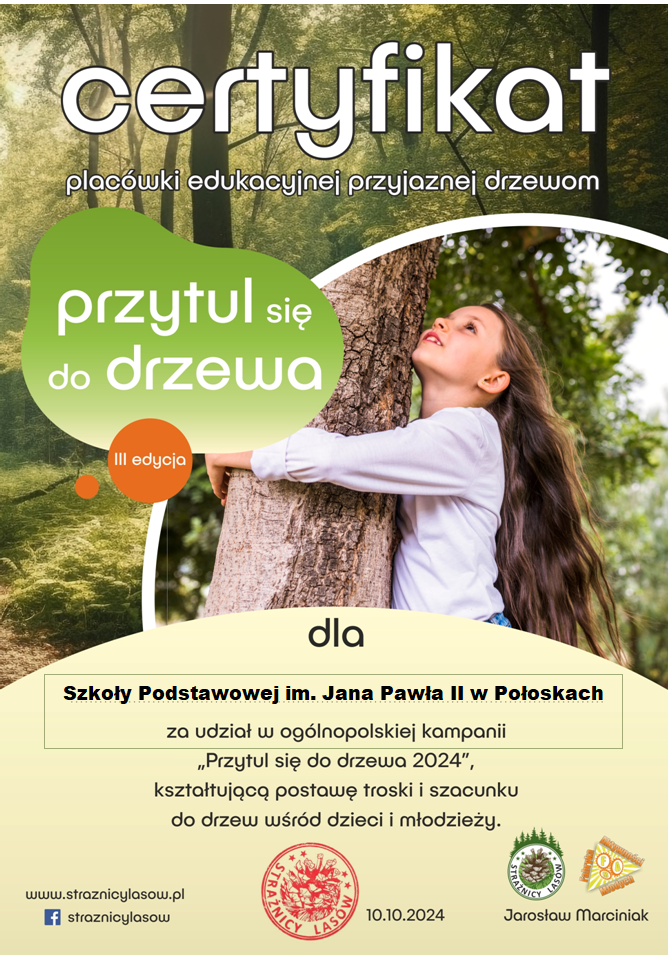 certyfikat
placówki edukacyjnej przyjaznej drzewom
przytul się
do drzewa
III edycja
dla
Szkoły Podstawowej im. Jana Pawła II w Połoskach
za udział w ogólnopolskiej kampanii
„Przytul się do drzewa 2024”,
kształtującą postawę troski i szacunku
do drzew wśród dzieci i młodzieży.
www.straznicylasow.pl
straznicylasow
STRAŻNICY LASÓW
10.10.2024
STRAŻNICY LASÓW
Jarosław Marciniak